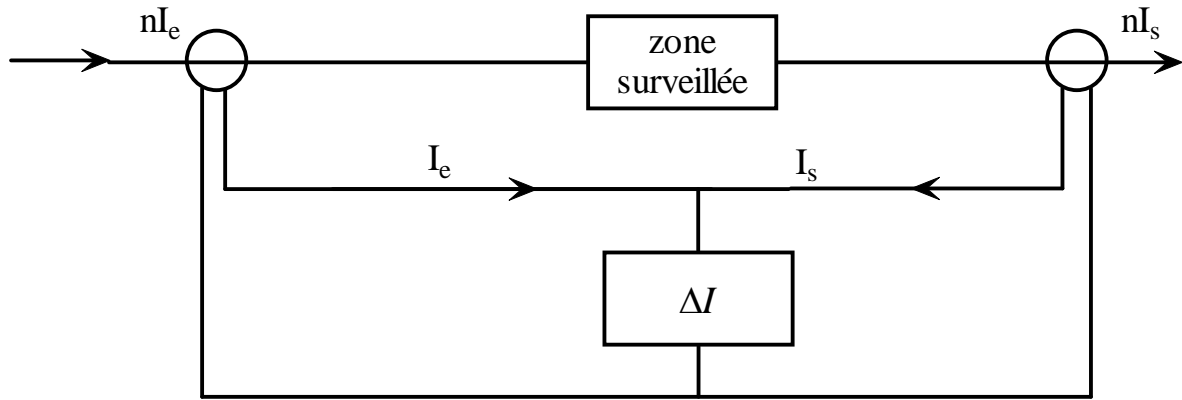 nIₑ
zone
surveillée
nIₛ
Iₑ
Iₛ
ΔI